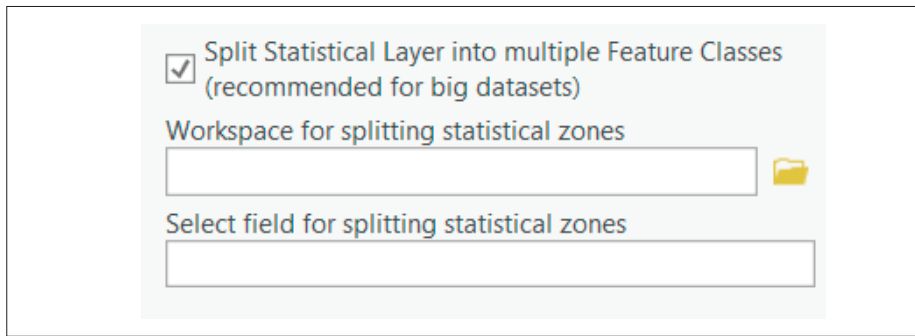 Split Statistical Layer into multiple Feature Classes
(recommended for big datasets)
Workspace for splitting statistical zones
Select field for splitting statistical zones